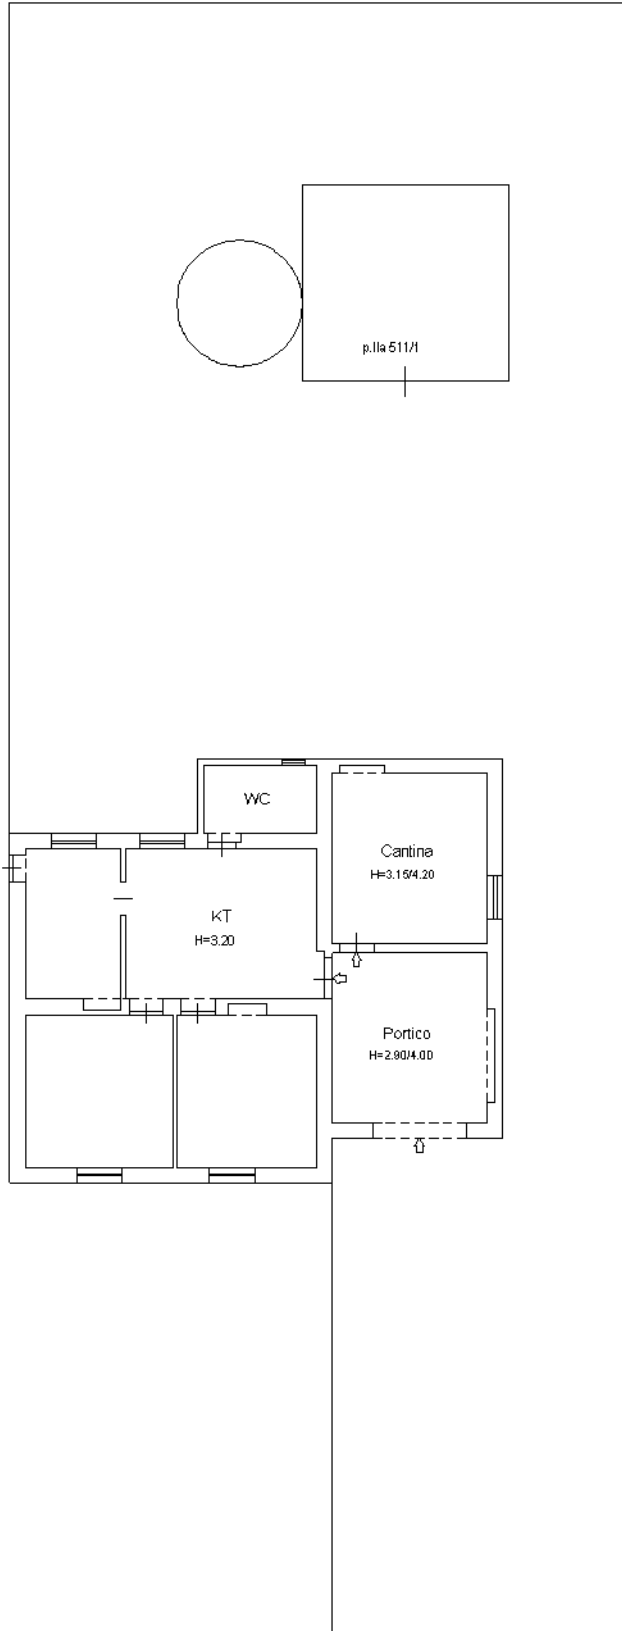 p.lla 511/1
WC
Cantina
H=3.15/4.20
KT
H=3.20
Portico
H=2.90/4.00